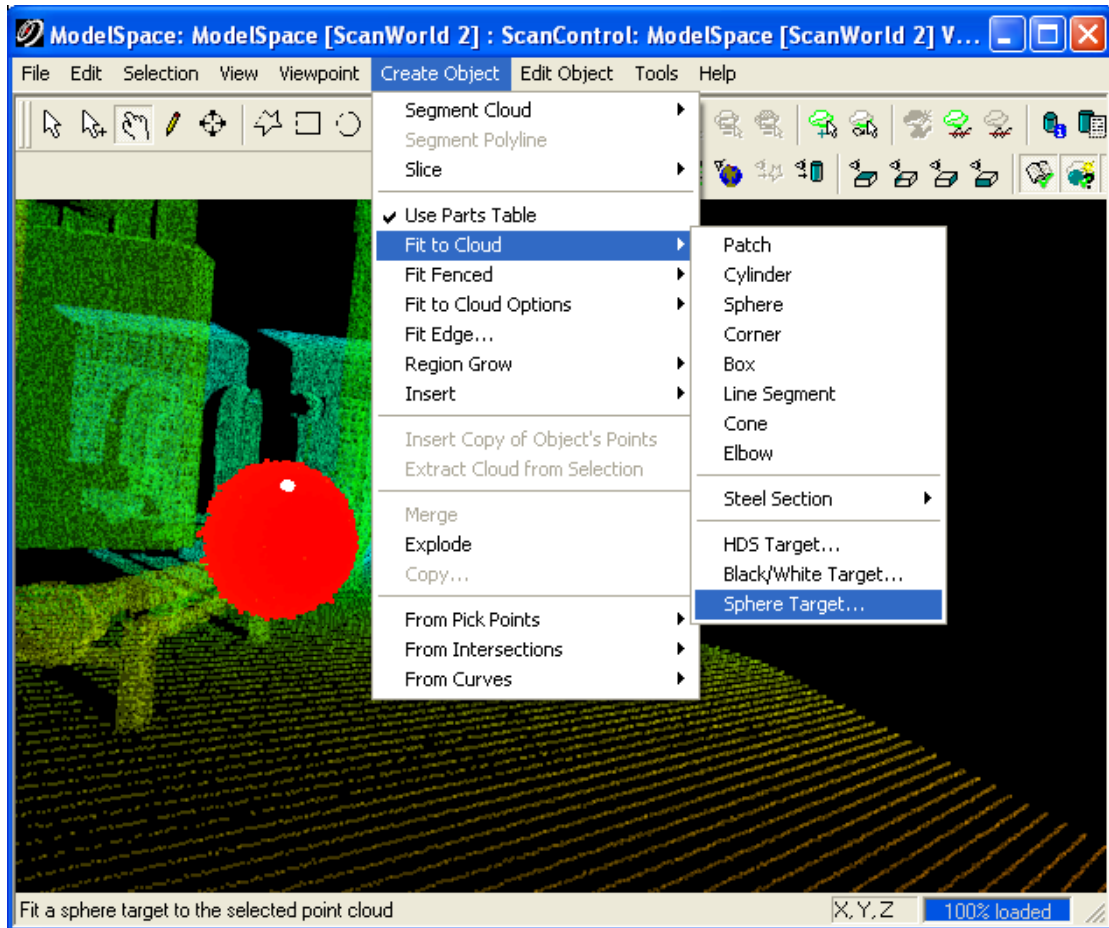 ModelSpace: ModelSpace [ScanWorld 2] : ScanControl: ModelSpace [ScanWorld 2] V...
File Edit Selection View Viewpoint Create Object Edit Object Tools Help
Segment Cloud
Segment Polyline
Slice
Use Parts Table
Fit to Cloud
Fit Fenced
Fit to Cloud Options
Fit Edge...
Region Grow
Insert
Insert Copy of Object's Points
Extract Cloud from Selection
Merge
Explode
Copy...
From Pick Points
From Intersections
From Curves
Patch
Cylinder
Sphere
Corner
Box
Line Segment
Cone
Elbow
Steel Section
HDS Target...
Black/White Target...
Sphere Target...
Fit a sphere target to the selected point cloud
X,Y,Z
100% loaded